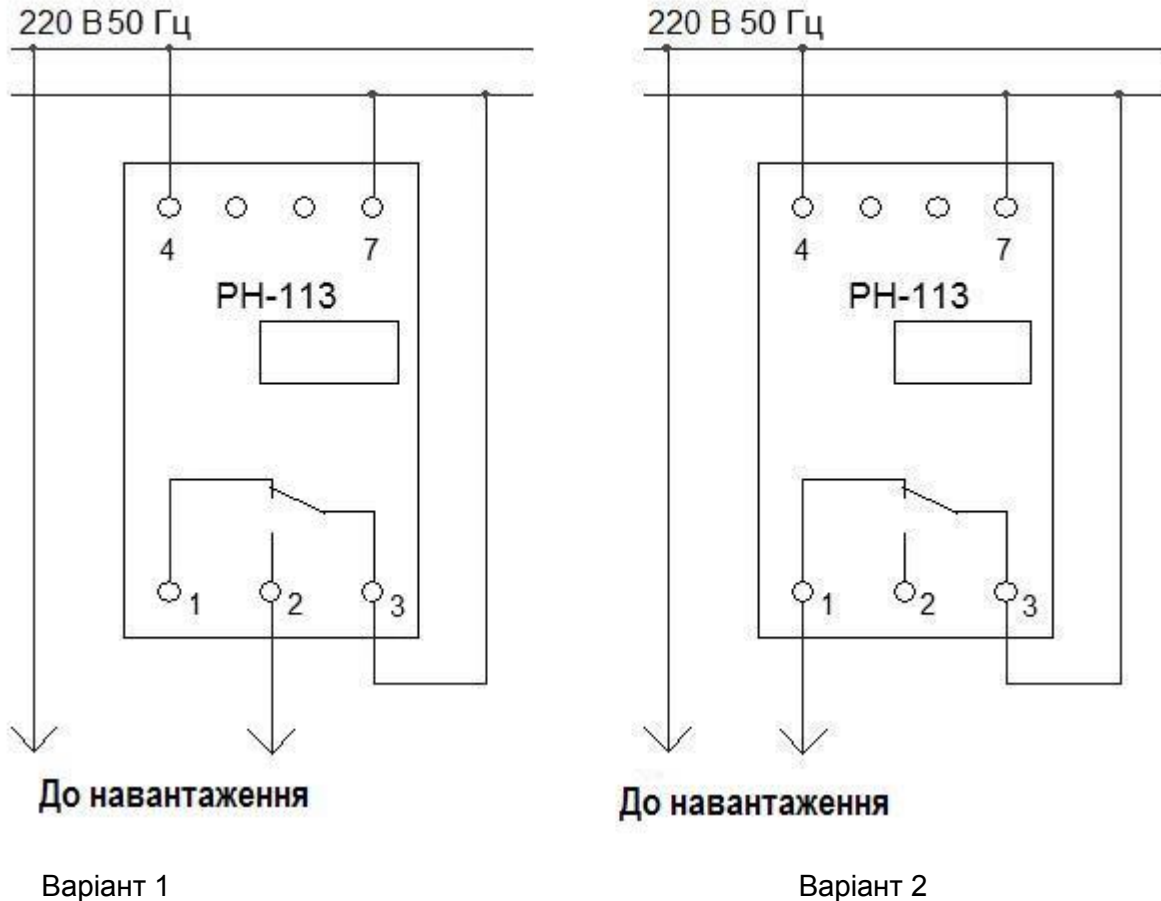 220 В 50 Гц
4 7
РН-113
1 2 3
До навантаження
Варіант 1
220 В 50 Гц
4 7
РН-113
1 2 3
До навантаження
Варіант 2